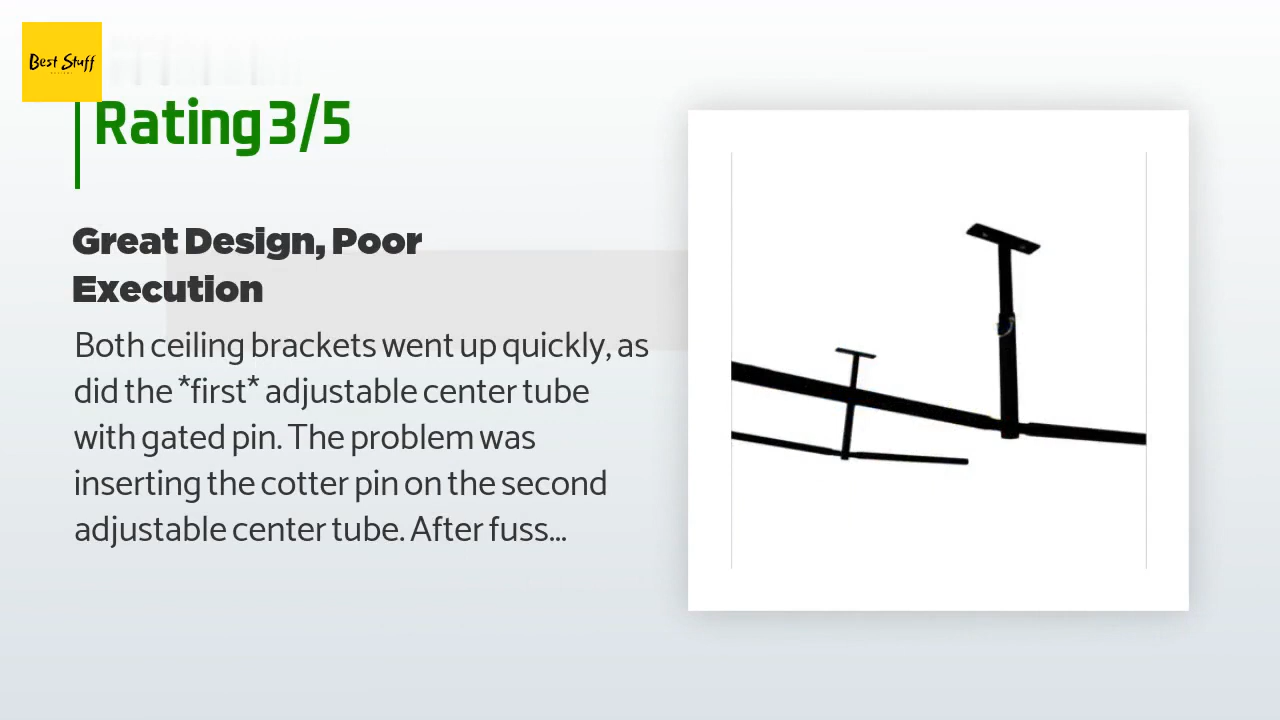 Best Stuff
Rating 3/5
Great Design, Poor
Execution
Both ceiling brackets went up quickly, as
did the *first* adjustable center tube
with gated pin. The problem was
inserting the cotter pin on the second
adjustable center tube. After fuss...